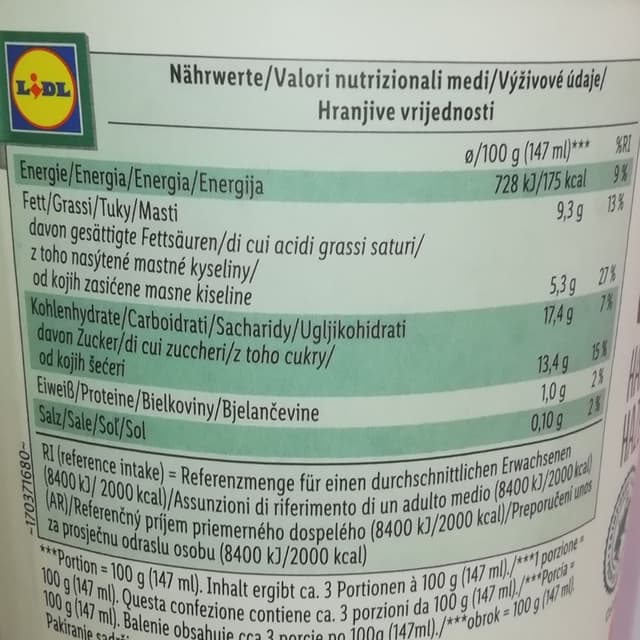 LIDL
Nährwerte/Valori nutrizionali medi/Výživové údaje/
Hranjive vrijednosti
ø/100 g (147 ml)*** %RI
Energie/Energia/Energia/Energija 728 kJ/175 kcal 9%
Fett/Grassi/Tuky/Masti 9,3 g 13%
davon gesättigte Fettsäuren/di cui acidi grassi saturi/
z toho nasýtené mastné kyseliny/
od kojih zasićene masne kiseline 5,3 g 27%
Kohlenhydrate/Carboidrati/Sacharidy/Ugljikohidrati 17,4 g 7%
davon Zucker/di cui zuccheri/z toho cukry/
od kojih šećeri 13,4 g 15%
Eiweiß/Proteine/Bielkoviny/Bjelančevine 1,0 g 2%
Salz/Sale/Soľ/Sol 0,10 g 2%
RI (reference intake) = Referenzmenge für einen durchschnittlichen Erwachsenen
(8400 kJ/ 2000 kcal)/Assunzioni di riferimento di un adulto medio (8400 kJ/2000 kcal)
(AR)/Referenčný príjem priemerného dospelého (8400 kJ/2000 kcal)/Preporučeni unos
za prosječnu odraslu osobu (8400 kJ/2000 kcal)
***Portion = 100 g (147 ml). Inhalt ergibt ca. 3 Portionen à 100 g (147 ml)./***1 porzione =
100 g (147 ml). Questa confezione contiene ca. 3 porzioni da 100 g (147 ml)./***Porcia =
100 g (147 ml). Balenie obsahuje cca 3 porcie po 100g (147ml)./***obrok = 100 g (147 ml)
Pakiranje
~170371680~